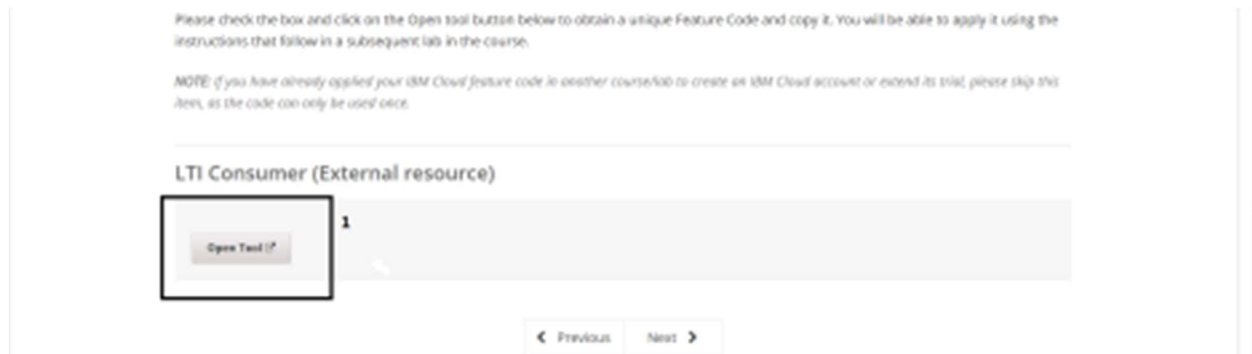 Please check the box and click on the Open tool button below to obtain a unique Feature Code and copy it. You will be able to apply it using the
instructions that follow in a subsequent lab in the course.
NOTE: if you have already applied your IBM Cloud feature code in another course/lab to create an IBM Cloud account or extend its trial, please skip this
item, as the code can only be used once.
LTI Consumer (External resource)
1
Open Tool
Previous Next